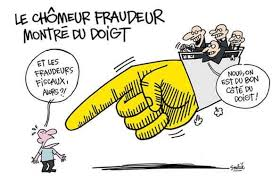 LE CHÔMEUR FRAUDEUR
MONTRÉ DU DOIGT
ET LES
FRAUDEURS
FISCAUX,
ALORS ?!
NOUS, ON
EST DU BON
CÔTÉ DU
DOIGT !